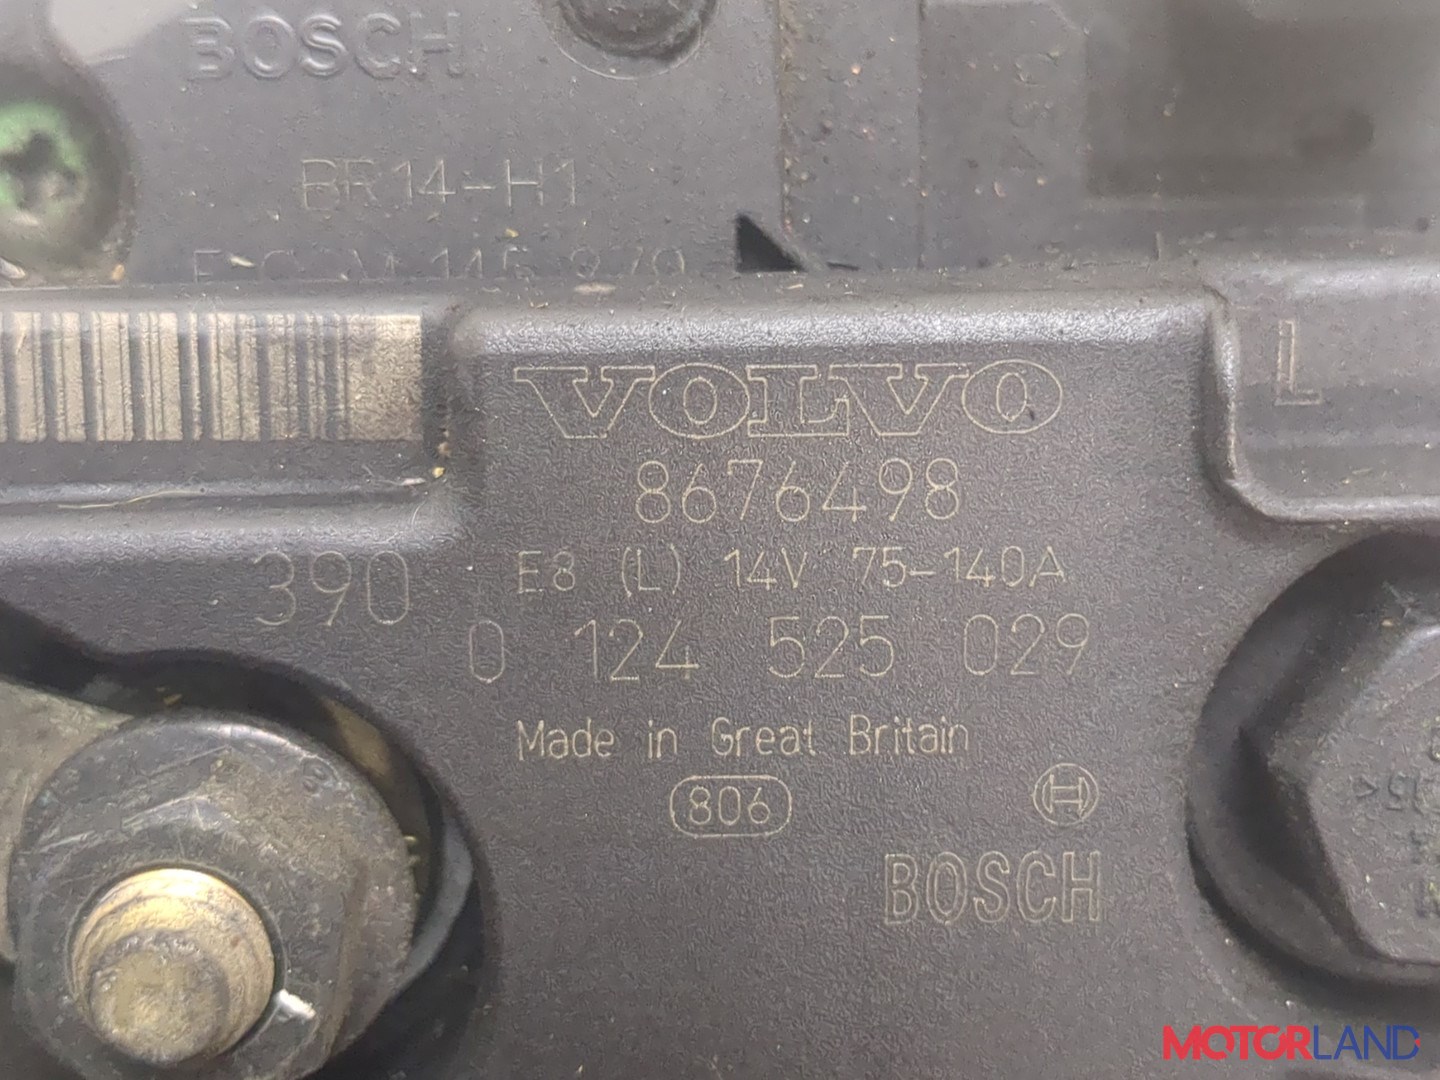 BOSCH
BR14-H1
VOLVO
8676498
390
E8 (L) 14V 75-140A
0 124 525 029
Made in Great Britain
806
BOSCH
L
MOTORLAND